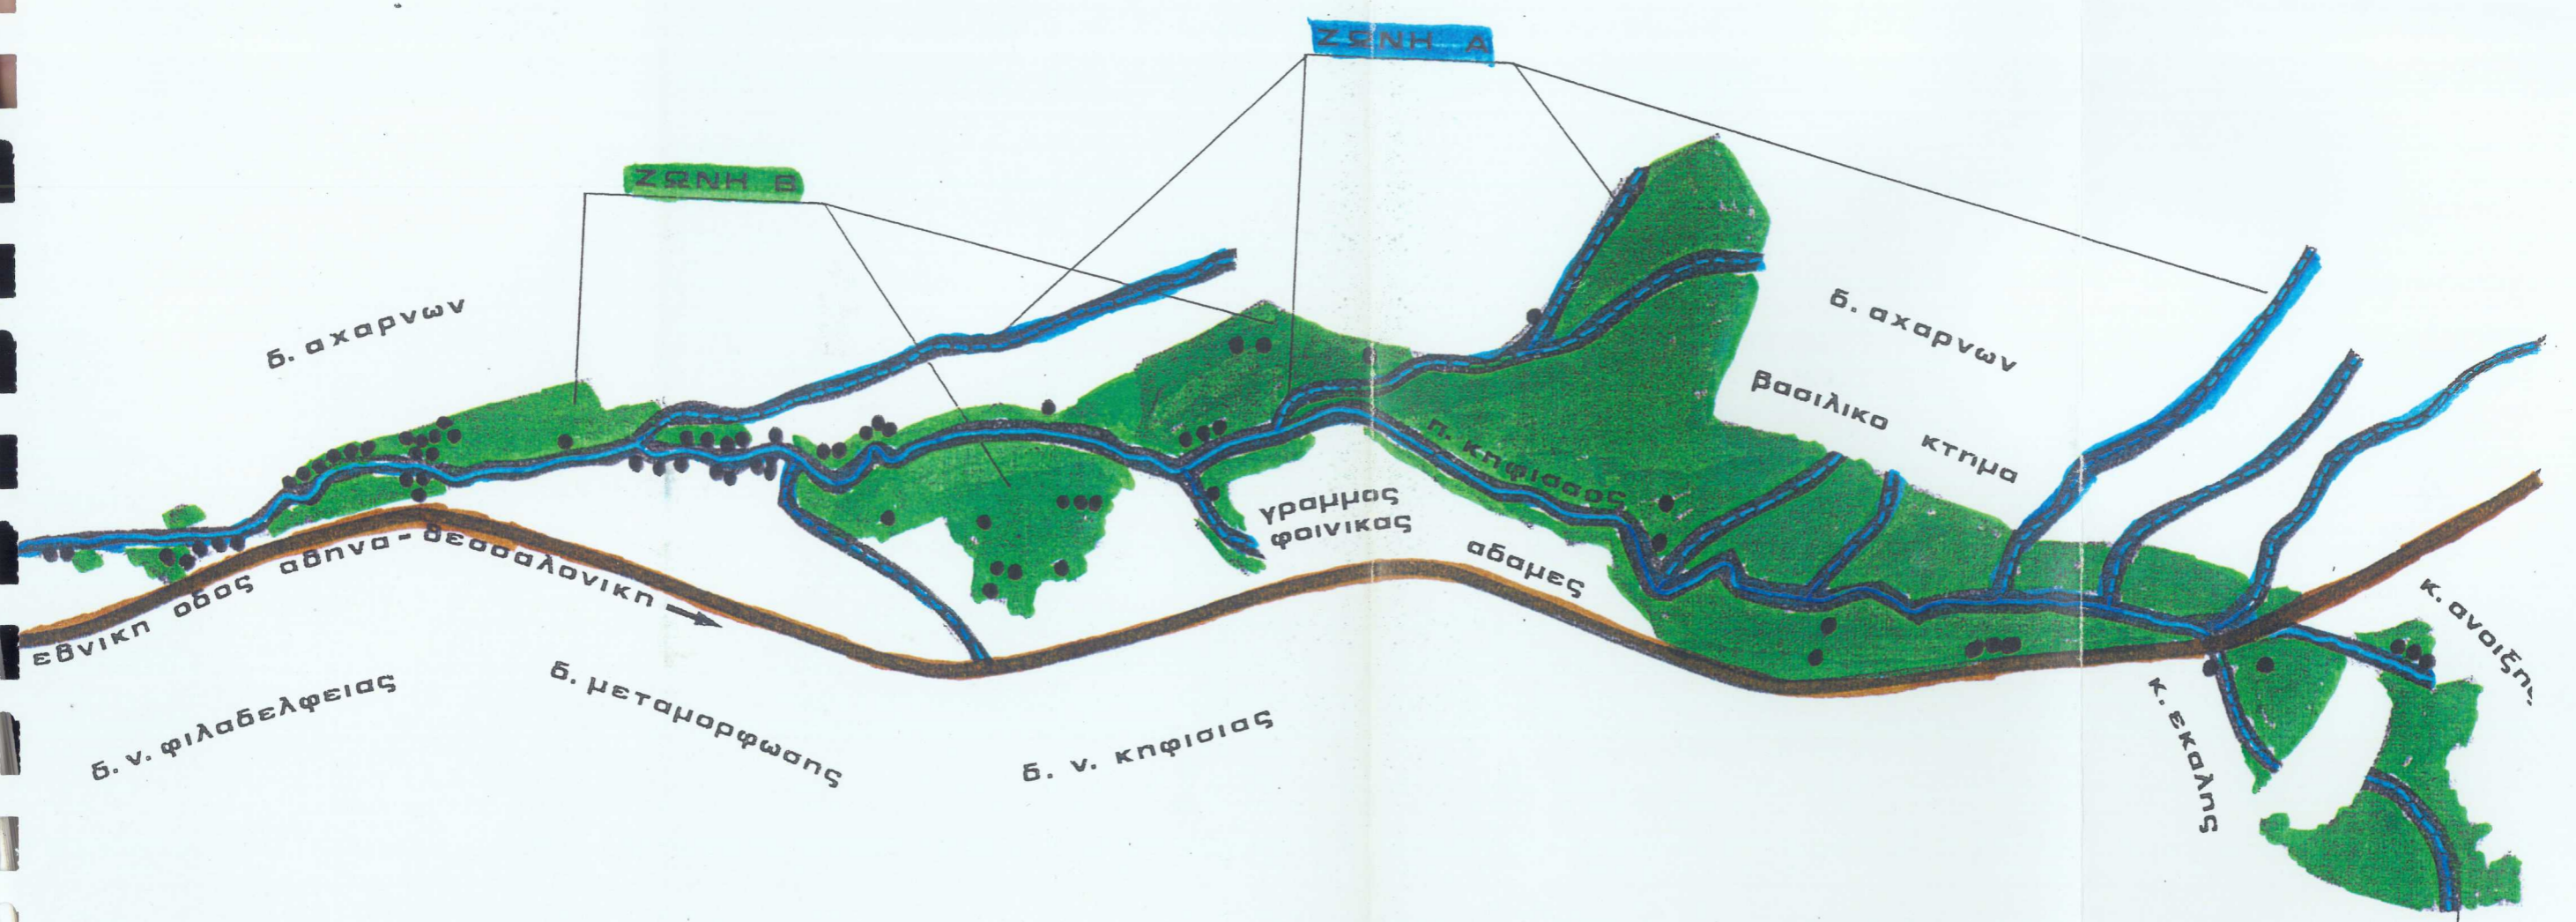 ΖΩΝΗ Α
ΖΩΝΗ Β
δ. αχαρνων
δ. αχαρνων
βασιλικο κτημα
π. κηφισσος
γραμμος
φοινικας
αδαμες
εθνικη οδος αθηνα-θεσσαλονικη
κ. ανοιξης
δ. ν. φιλαδελφειας
δ. μεταμορφωσης
δ. ν. κηφισιας
κ. εκαλης